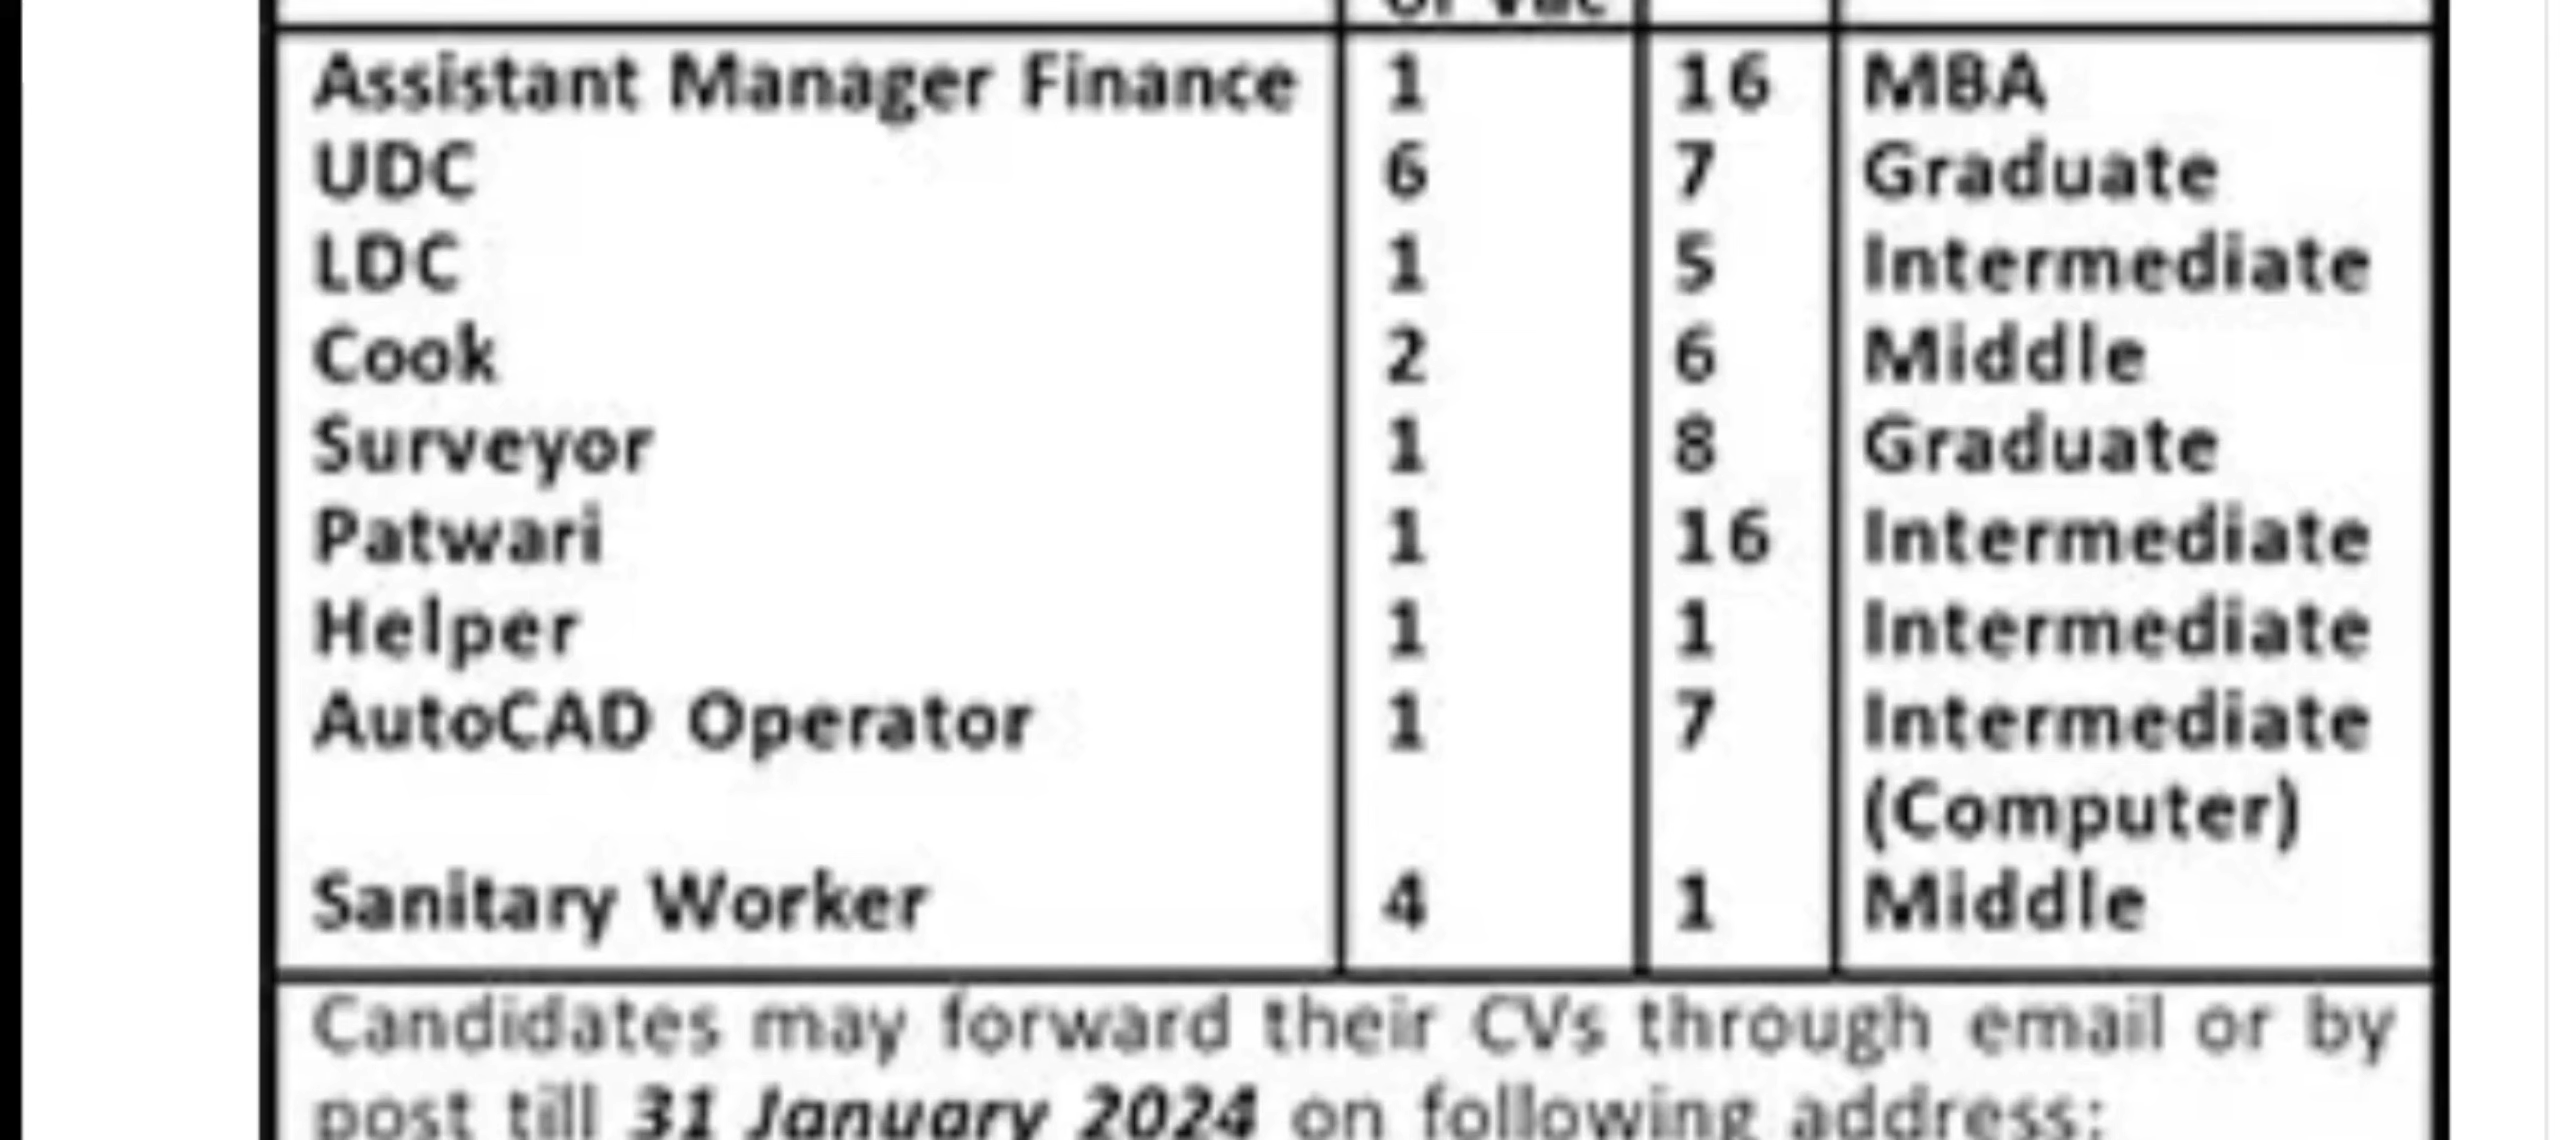 of Vac
Assistant Manager Finance 1 16 MBA
UDC 6 7 Graduate
LDC 1 5 Intermediate
Cook 2 6 Middle
Surveyor 1 8 Graduate
Patwari 1 16 Intermediate
Helper 1 1 Intermediate
AutoCAD Operator 1 7 Intermediate
(Computer)
Sanitary Worker 4 1 Middle
Candidates may forward their CVs through email or by
post till 31 January 2024 on following address: